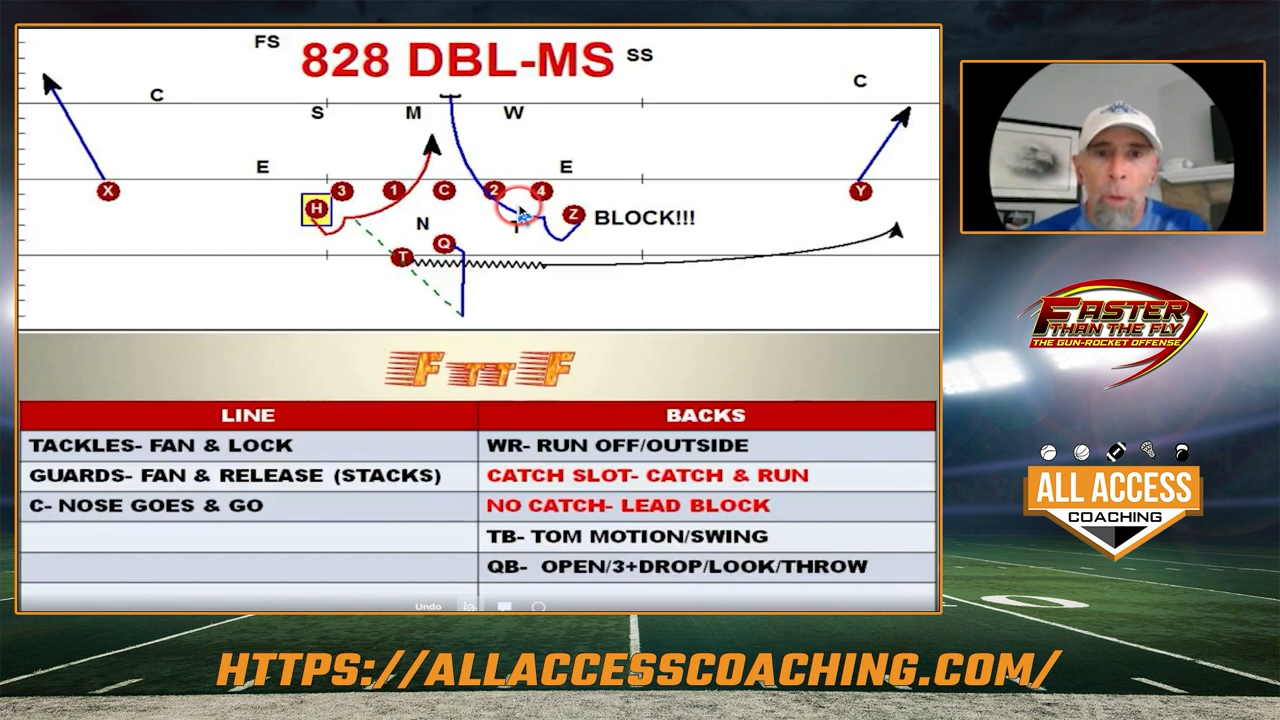 FS
828 DBL-MS
SS
C
C
S
M
W
E
E
X
H
3
1
C
2
4
Z
BLOCK!!!
Y
N
T
Q
T
FTTF
LINE
BACKS
TACKLES- FAN & LOCK
WR- RUN OFF/OUTSIDE
GUARDS- FAN & RELEASE (STACKS)
CATCH SLOT- CATCH & RUN
C- NOSE GOES & GO
NO CATCH- LEAD BLOCK
TB- TOM MOTION/SWING
QB- OPEN/3+DROP/LOOK/THROW
Undo
FASTER
THAN THE FLY
THE GUN-ROCKET OFFENSE
ALL ACCESS
COACHING
HTTPS://ALLACCESSCOACHING.COM/